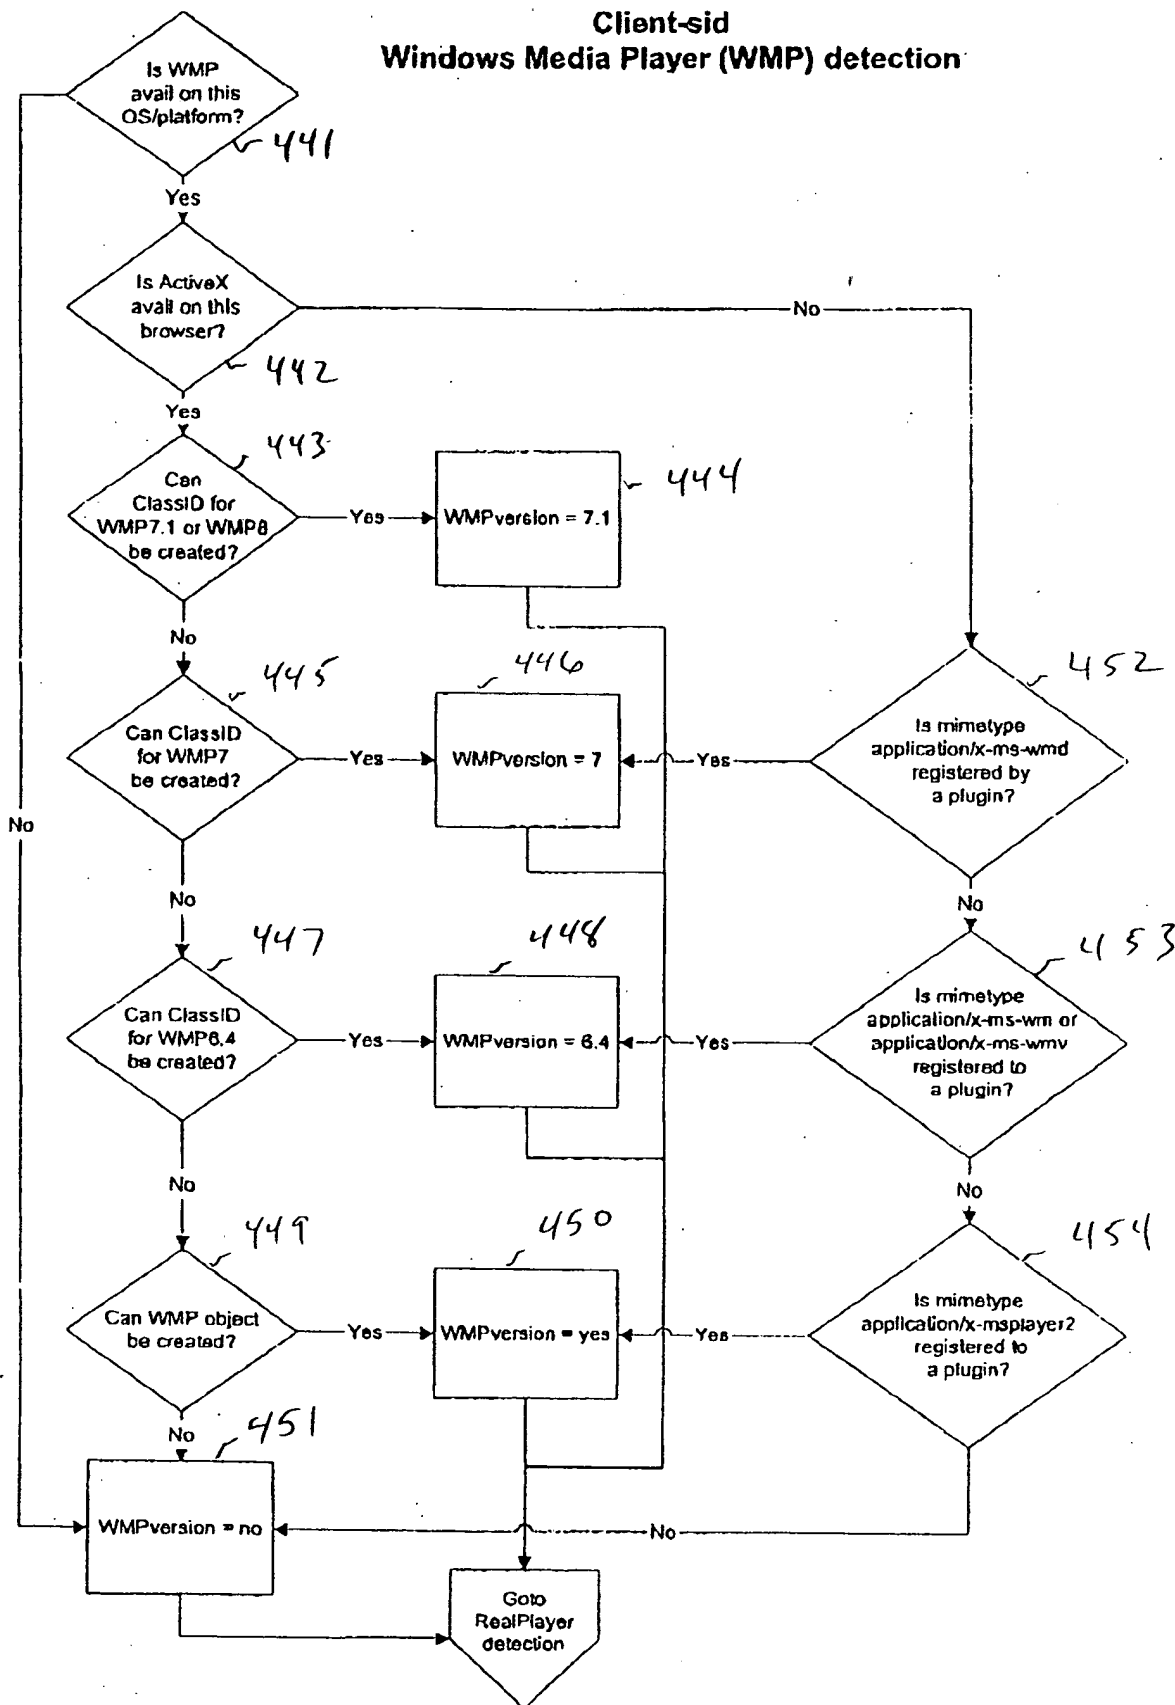 Client-sid
Windows Media Player (WMP) detection
Is WMP
avail on this
OS/platform?
441
Yes
Is ActiveX
avail on this
browser?
No
442
Yes
443
Can
ClassID for
WMP7.1 or WMP8
be created?
Yes
WMPversion = 7.1
444
No
445
Can ClassID
for WMP7
be created?
Yes
446
WMPversion = 7
Yes
452
Is mimetype
application/x-ms-wmd
registered by
a plugin?
No
No
No
447
Can ClassID
for WMP6.4
be created?
Yes
448
WMPversion = 6.4
Yes
453
Is mimetype
application/x-ms-wm or
application/x-ms-wmv
registered to
a plugin?
No
No
449
Can WMP object
be created?
Yes
450
WMPversion = yes
Yes
454
Is mimetype
application/x-msplayer2
registered to
a plugin?
No
451
WMPversion = no
No
Goto
RealPlayer
detection